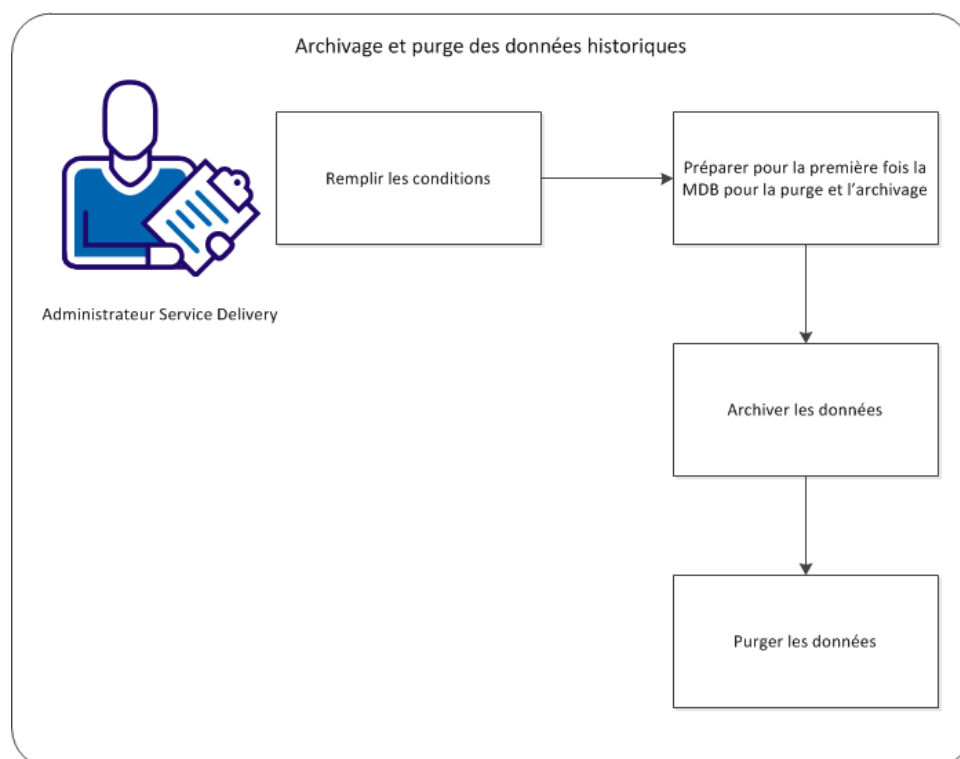 Archivage et purge des données historiques
Remplir les conditions
Préparer pour la première fois la
MDB pour la purge et l’archivage
Administrateur Service Delivery
Archiver les données
Purger les données